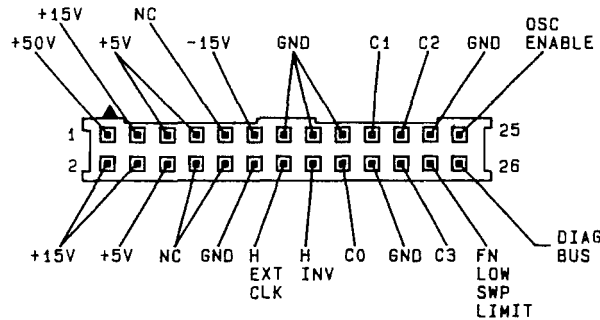 +15V NC OSC
+50V +5V -15V GND C1 C2 GND ENABLE
1 25
2 26
+15V +5V NC GND H H C0 GND C3 FN DIAG
EXT INV LOW BUS
CLK SWP
LIMIT